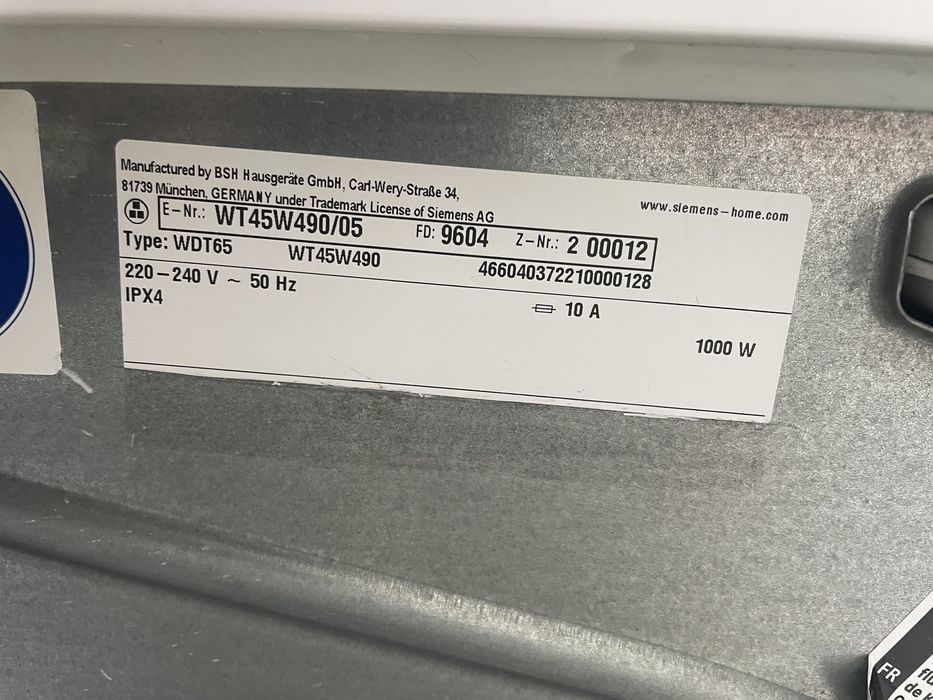 Manufactured by BSH Hausgeräte GmbH, Carl-Wery-Straße 34,
81739 München, GERMANY under Trademark License of Siemens AG
www.siemens-home.com
E-Nr.: WT45W490/05 FD: 9604 Z-Nr.: 2 00012
Type: WDT65 WT45W490 466040372210000128
220-240 V ~ 50 Hz
IPX4
10 A
1000 W
FR
de